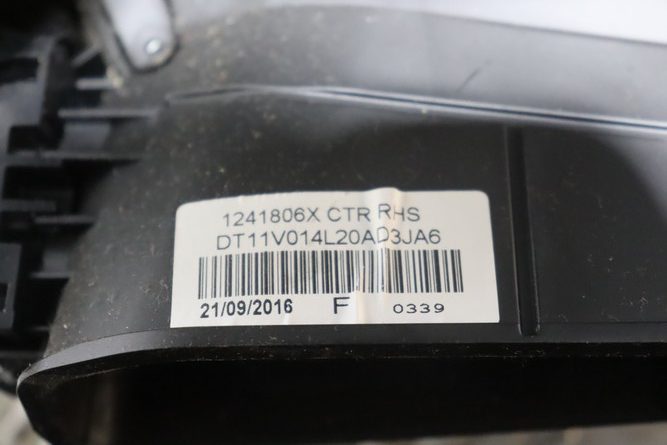 1241806X CTR RHS
DT11V014L20AD3JA6
21/09/2016 F 0339